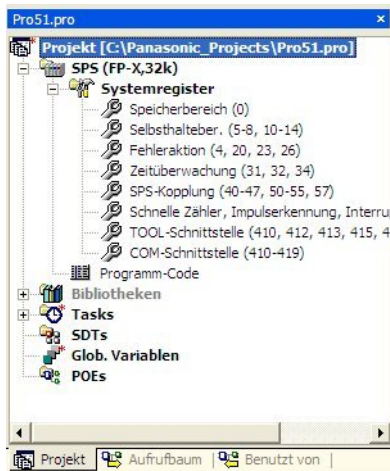 Pro51.pro
Projekt [C:\Panasonic_Projects\Pro51.pro]
SPS (FP-X,32k)
Systemregister
Speicherbereich (0)
Selbsthalteber. (5-8, 10-14)
Fehleraktion (4, 20, 23, 26)
Zeitüberwachung (31, 32, 34)
SPS-Kopplung (40-47, 50-55, 57)
Schnelle Zähler, Impulserkennung, Interru
TOOL-Schnittstelle (410, 412, 413, 415, 4
COM-Schnittstelle (410-419)
Programm-Code
Bibliotheken
Tasks
SDTs
Glob. Variablen
POEs
Projekt Aufrufbaum Benutzt von